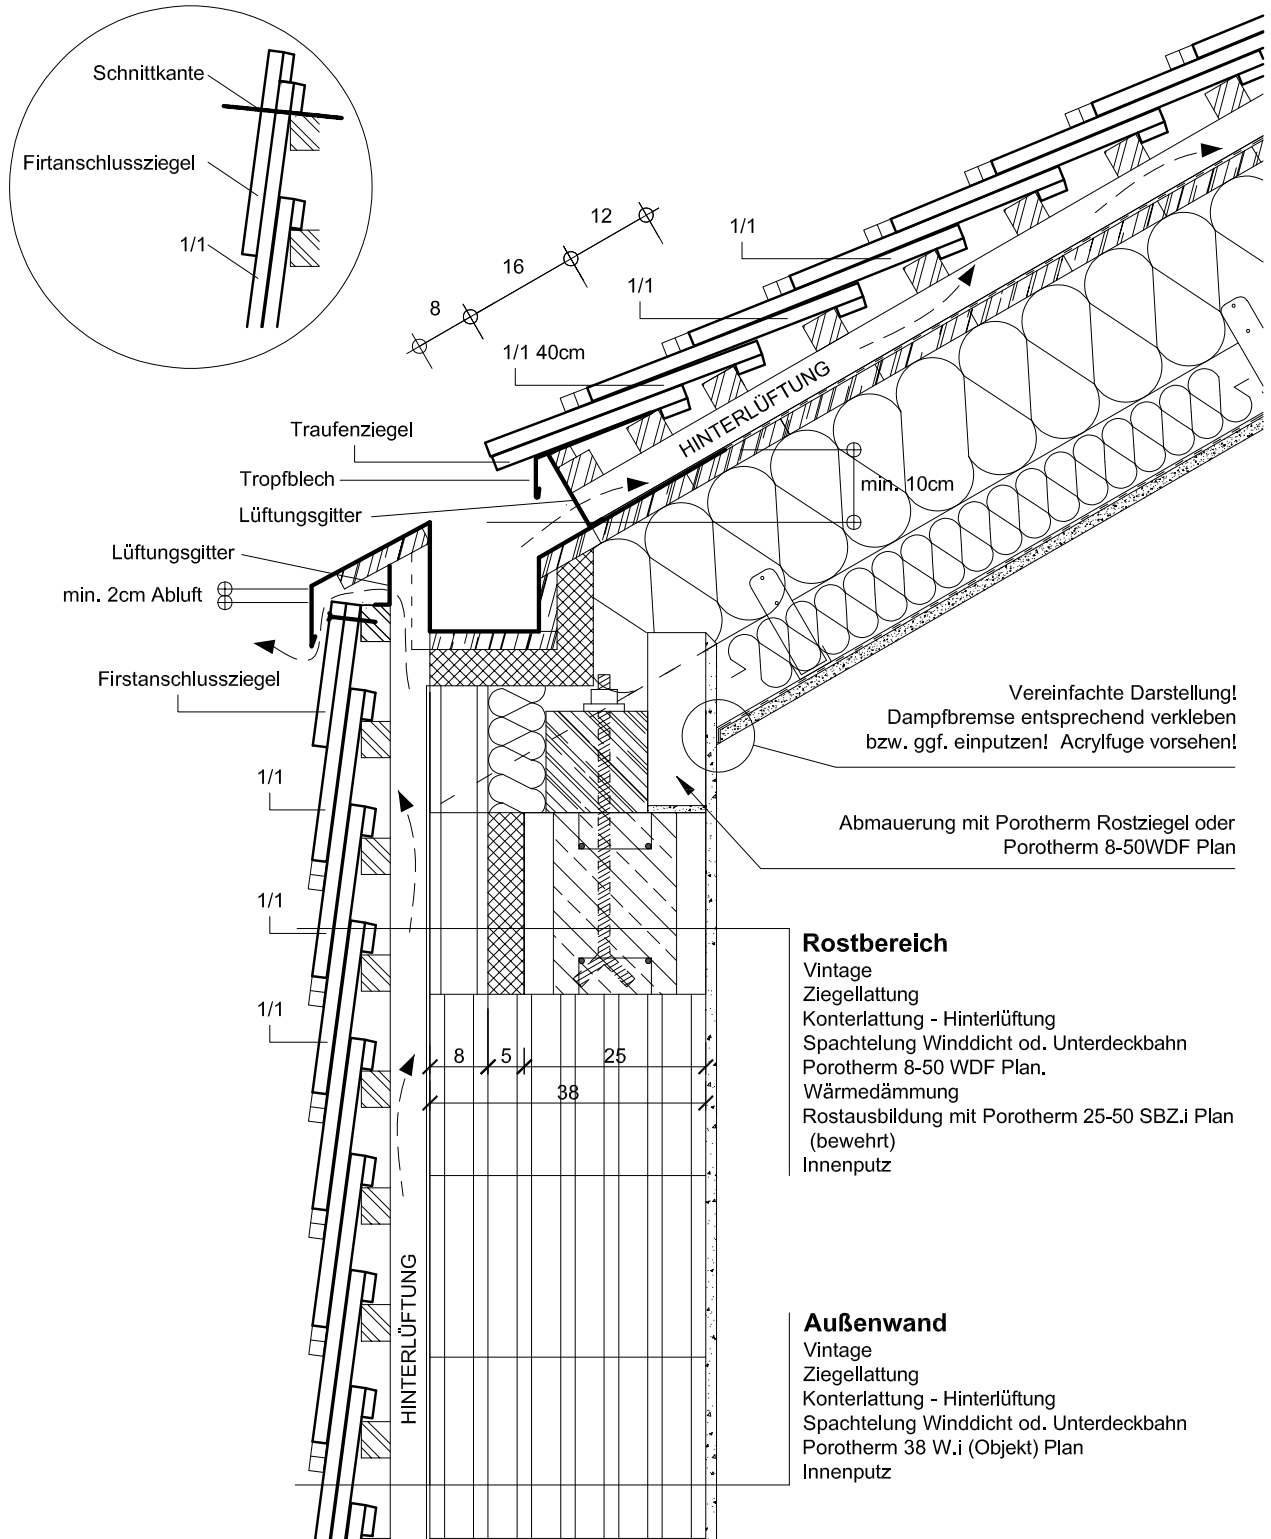 Schnittkante
Firtanschlussziegel
1/1
12
16
8
1/1
1/1
1/1 40cm
HINTERLÜFTUNG
Traufenziegel
Tropfblech
Lüftungsgitter
min. 10cm
Lüftungsgitter
min. 2cm Abluft
Firstanschlussziegel
Vereinfachte Darstellung!
Dampfbremse entsprechend verkleben
bzw. ggf. einputzen! Acrylfuge vorsehen!
1/1
Abmauerung mit Porotherm Rostziegel oder
Porotherm 8-50WDF Plan
1/1
1/1
Rostbereich
Vintage
Ziegellattung
Konterlattung - Hinterlüftung
Spachtelung Winddicht od. Unterdeckbahn
Porotherm 8-50 WDF Plan.
Wärmedämmung
Rostausbildung mit Porotherm 25-50 SBZ.i Plan
(bewehrt)
Innenputz
8 5 25
38
HINTERLÜFTUNG
Außenwand
Vintage
Ziegellattung
Konterlattung - Hinterlüftung
Spachtelung Winddicht od. Unterdeckbahn
Porotherm 38 W.i (Objekt) Plan
Innenputz